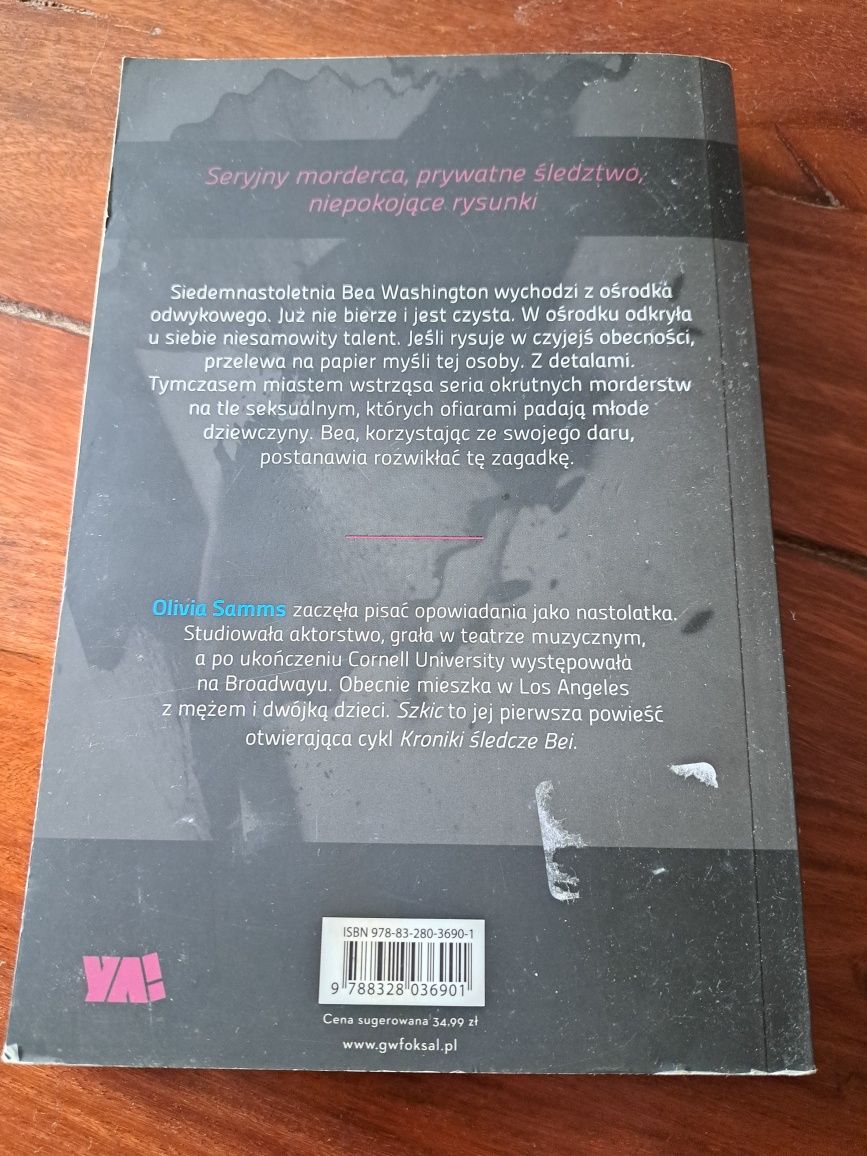 Seryjny morderca, prywatne śledztwo,
niepokojące rysunki
Siedemnastoletnia Bea Washington wychodzi z ośrodka
odwykowego. Już nie bierze i jest czysta. W ośrodku odkryła
u siebie niesamowity talent. Jeśli rysuje w czyjejś obecności,
przelewa na papier myśli tej osoby. Z detalami.
Tymczasem miastem wstrząsa seria okrutnych morderstw
na tle seksualnym, których ofiarami padają młode
dziewczyny. Bea, korzystając ze swojego daru,
postanawia rozwikłać tę zagadkę.
Olivia Samms zaczęła pisać opowiadania jako nastolatka.
Studiowała aktorstwo, grała w teatrze muzycznym,
a po ukończeniu Cornell University występowała
na Broadwayu. Obecnie mieszka w Los Angeles
z mężem i dwójką dzieci. Szkic to jej pierwsza powieść
otwierająca cykl Kroniki śledcze Bei.
YA!
ISBN 978-83-280-3690-1
9 788328 036901
Cena sugerowana 34,99 zł
www.gwfoksal.pl